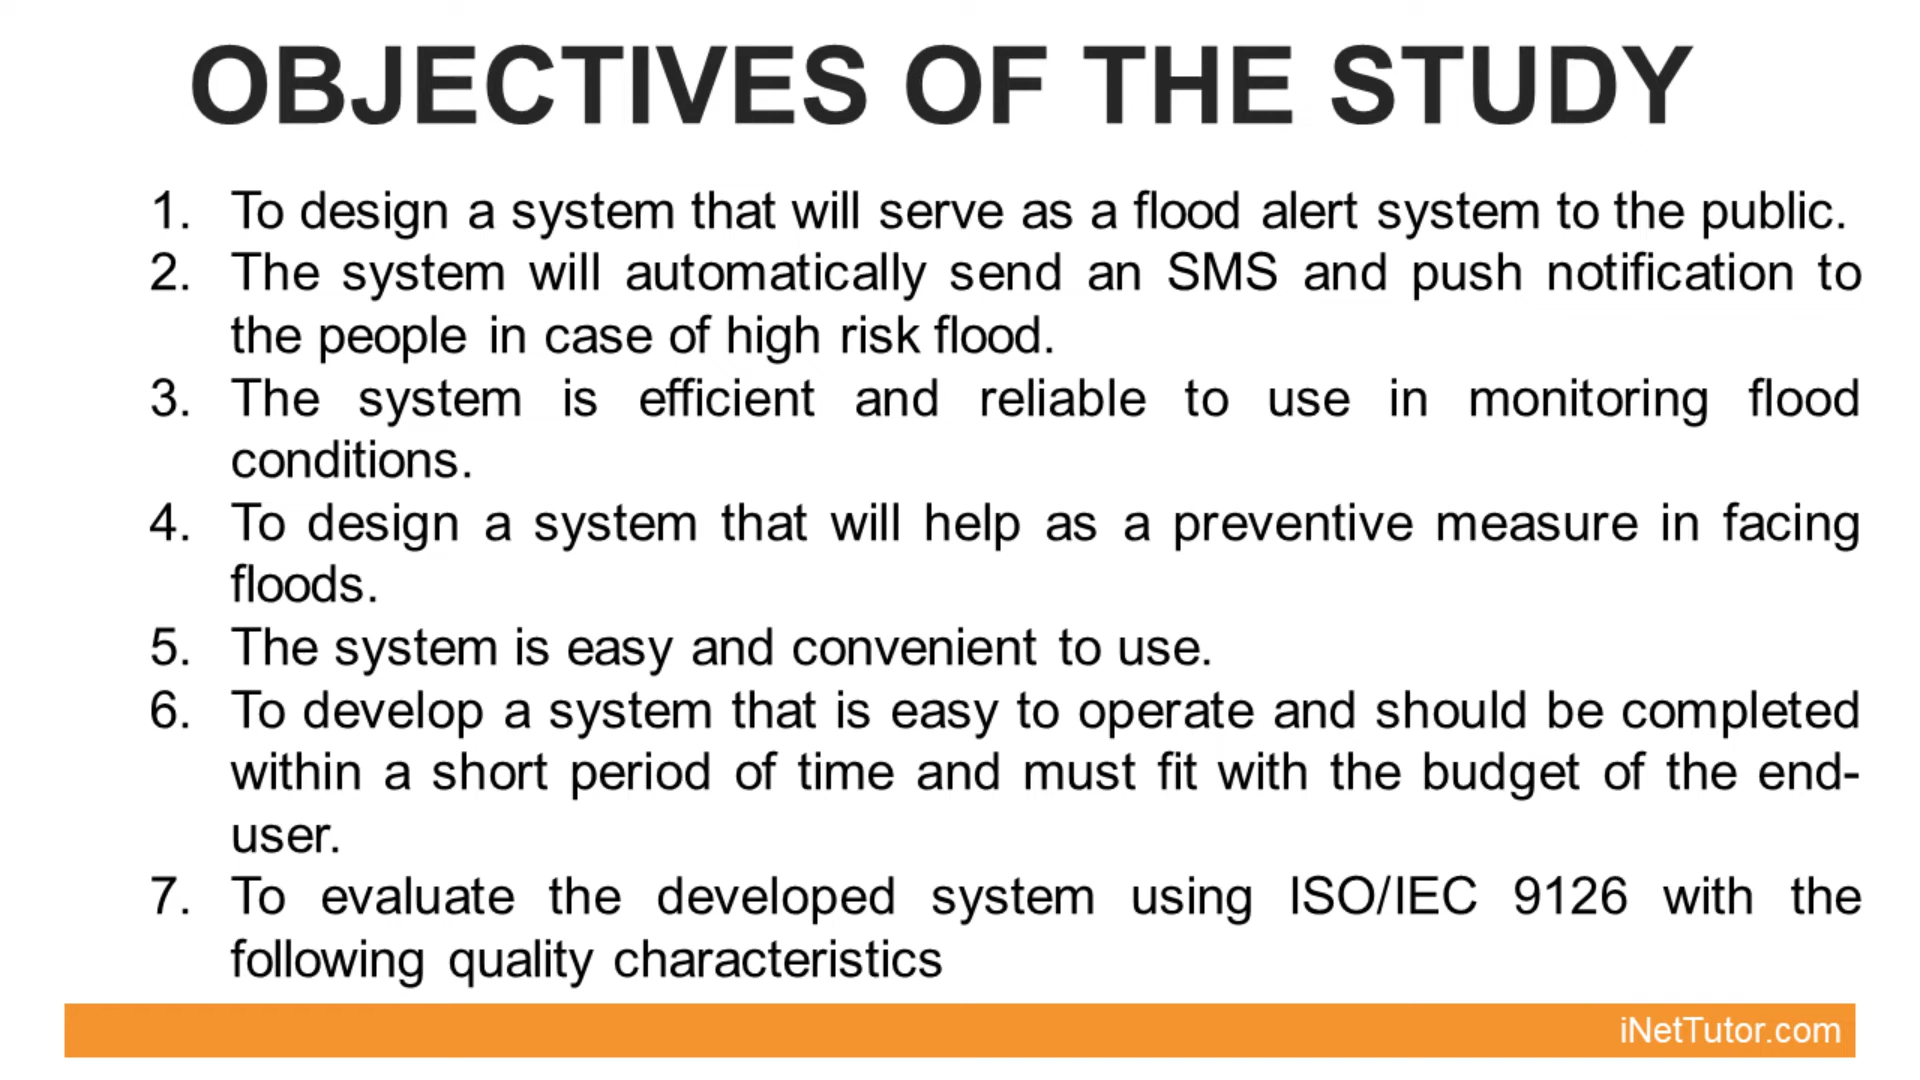 OBJECTIVES OF THE STUDY
1. To design a system that will serve as a flood alert system to the public.
2. The system will automatically send an SMS and push notification to
the people in case of high risk flood.
3. The system is efficient and reliable to use in monitoring flood
conditions.
4. To design a system that will help as a preventive measure in facing
floods.
5. The system is easy and convenient to use.
6. To develop a system that is easy to operate and should be completed
within a short period of time and must fit with the budget of the end-
user.
7. To evaluate the developed system using ISO/IEC 9126 with the
following quality characteristics
iNetTutor.com